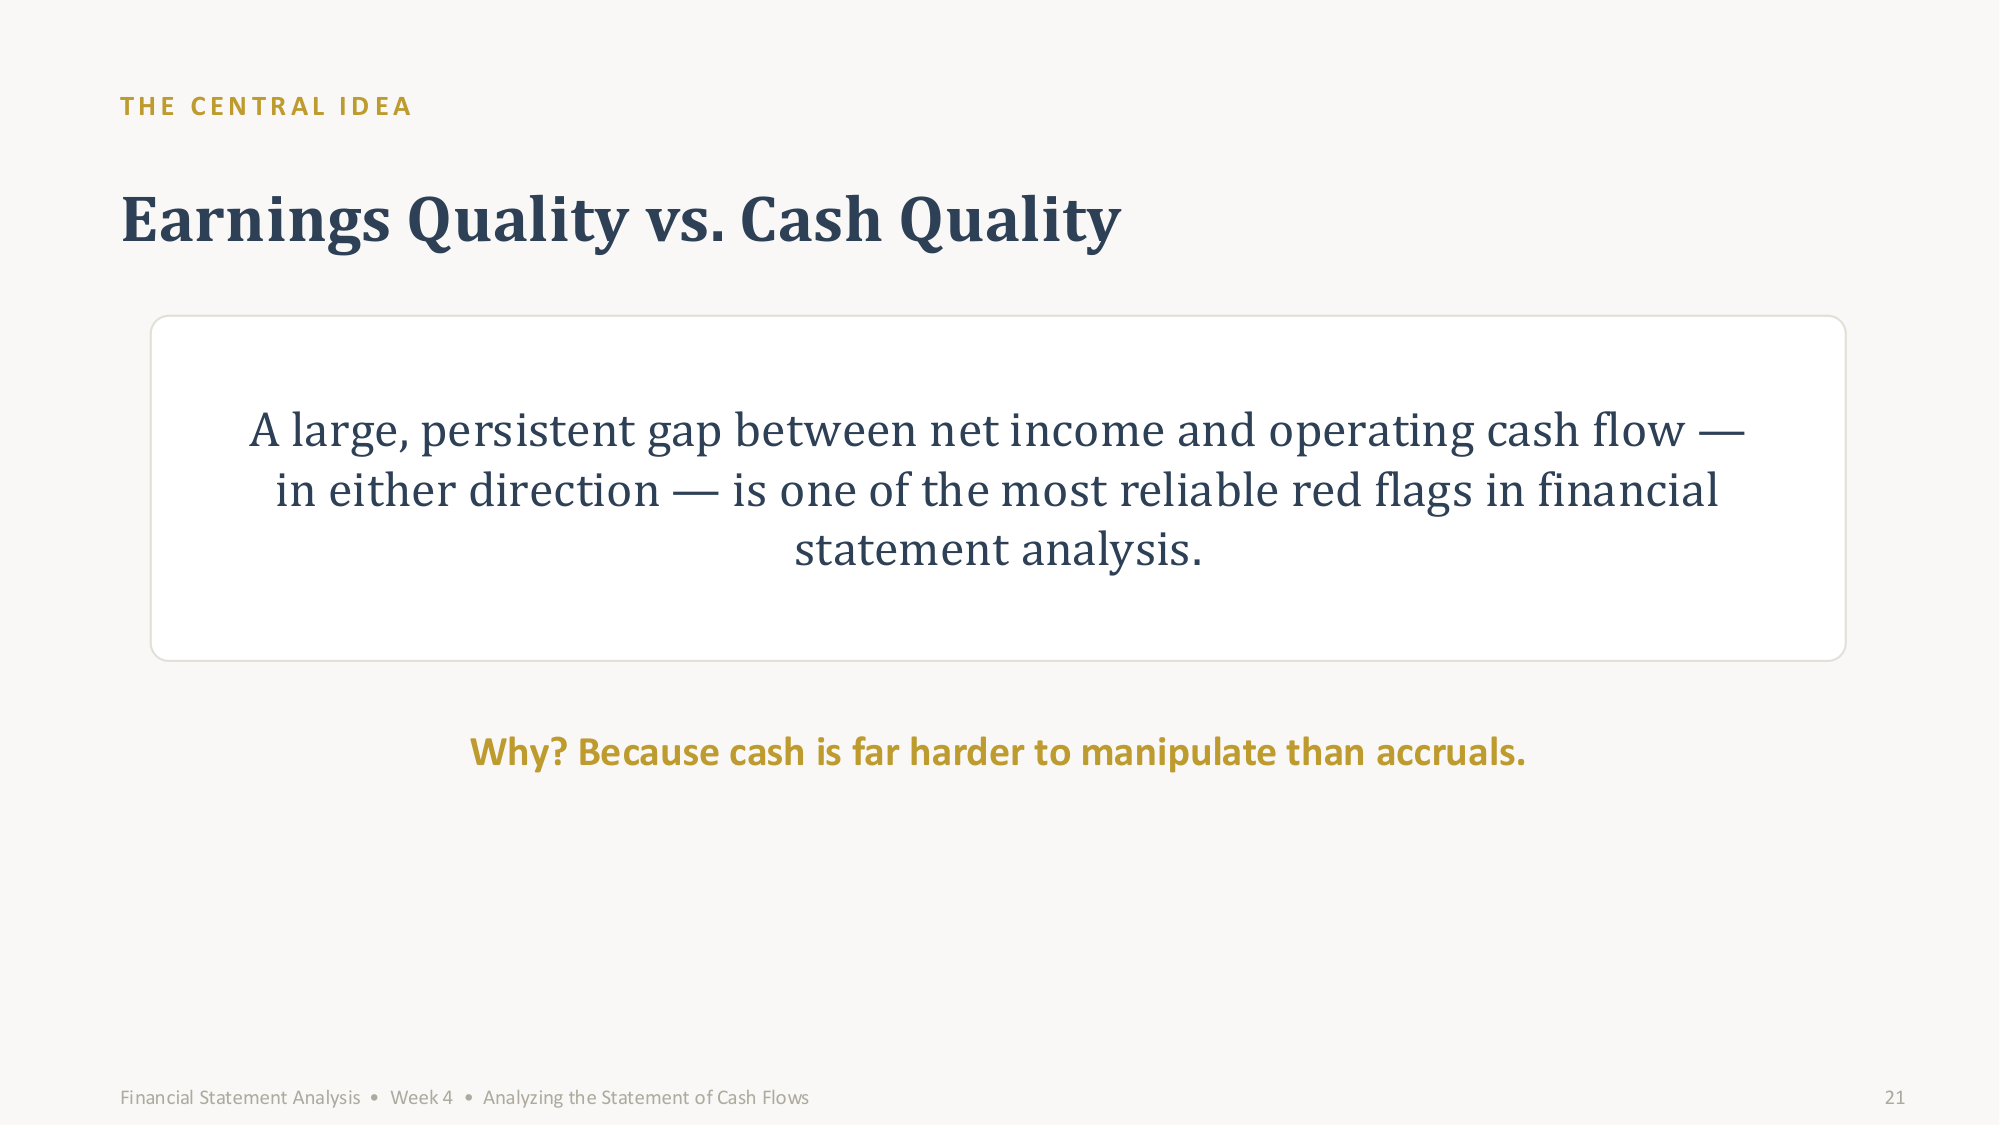 THE CENTRAL IDEA
Earnings Quality vs. Cash Quality
A large, persistent gap between net income and operating cash flow —
in either direction — is one of the most reliable red flags in financial
statement analysis.
Why? Because cash is far harder to manipulate than accruals.
Financial Statement Analysis • Week 4 • Analyzing the Statement of Cash Flows
21